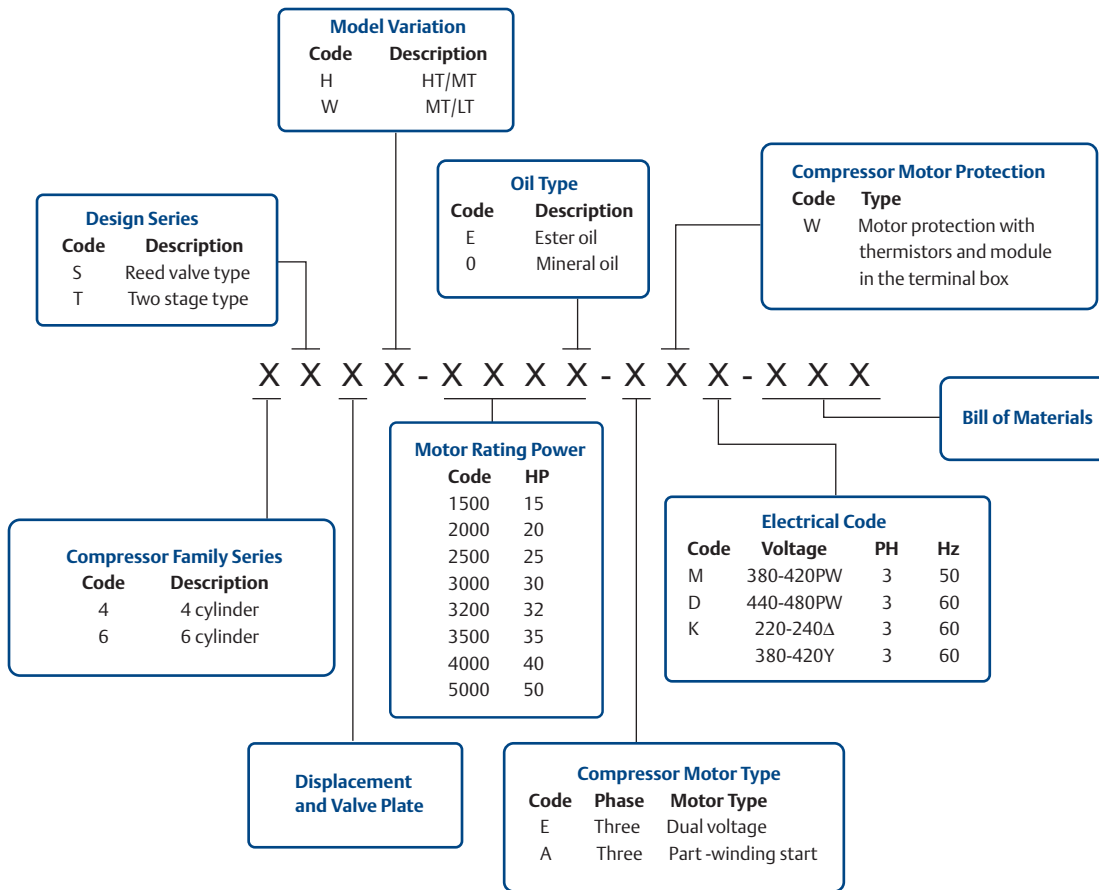 Model Variation
Code Description
H HT/MT
W MT/LT
Design Series
Code Description
S Reed valve type
T Two stage type
Oil Type
Code Description
E Ester oil
0 Mineral oil
Compressor Motor Protection
Code Type
W Motor protection with
thermistors and module
in the terminal box
X X X X - X X X X - X X X - X X X
Bill of Materials
Compressor Family Series
Code Description
4 4 cylinder
6 6 cylinder
Motor Rating Power
Code HP
1500 15
2000 20
2500 25
3000 30
3200 32
3500 35
4000 40
5000 50
Electrical Code
Code Voltage PH Hz
M 380-420PW 3 50
D 440-480PW 3 60
K 220-240Δ 3 60
380-420Y 3 60
Displacement
and Valve Plate
Compressor Motor Type
Code Phase Motor Type
E Three Dual voltage
A Three Part -winding start